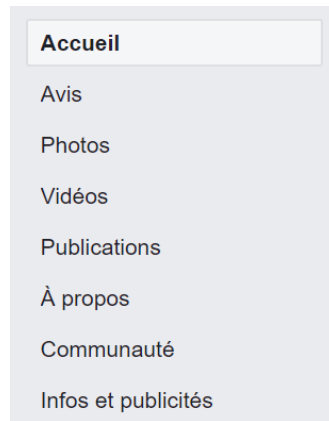 Accueil
Avis
Photos
Vidéos
Publications
À propos
Communauté
Infos et publicités